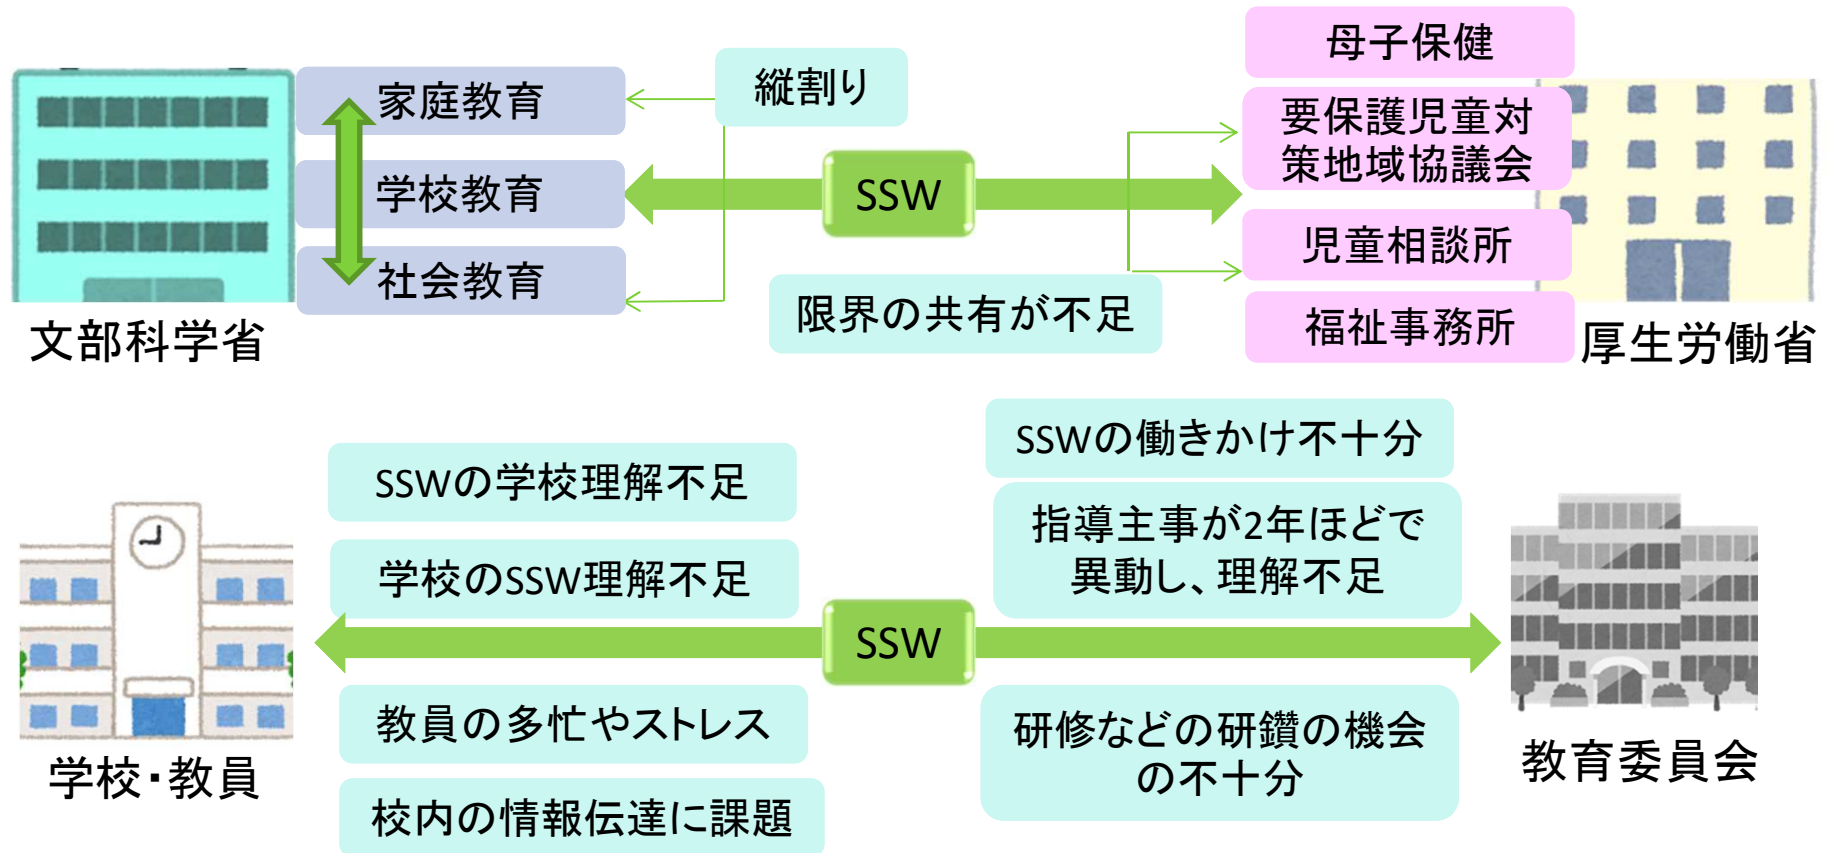 母子保健
家庭教育
縦割り
要保護児童対
策地域協議会
学校教育
SSW
児童相談所
社会教育
限界の共有が不足
福祉事務所
文部科学省
厚生労働省
SSWの働きかけ不十分
SSWの学校理解不足
指導主事が2年ほどで
異動し、理解不足
学校のSSW理解不足
SSW
教員の多忙やストレス
研修などの研鑽の機会
の不十分
教育委員会
学校・教員
校内の情報伝達に課題